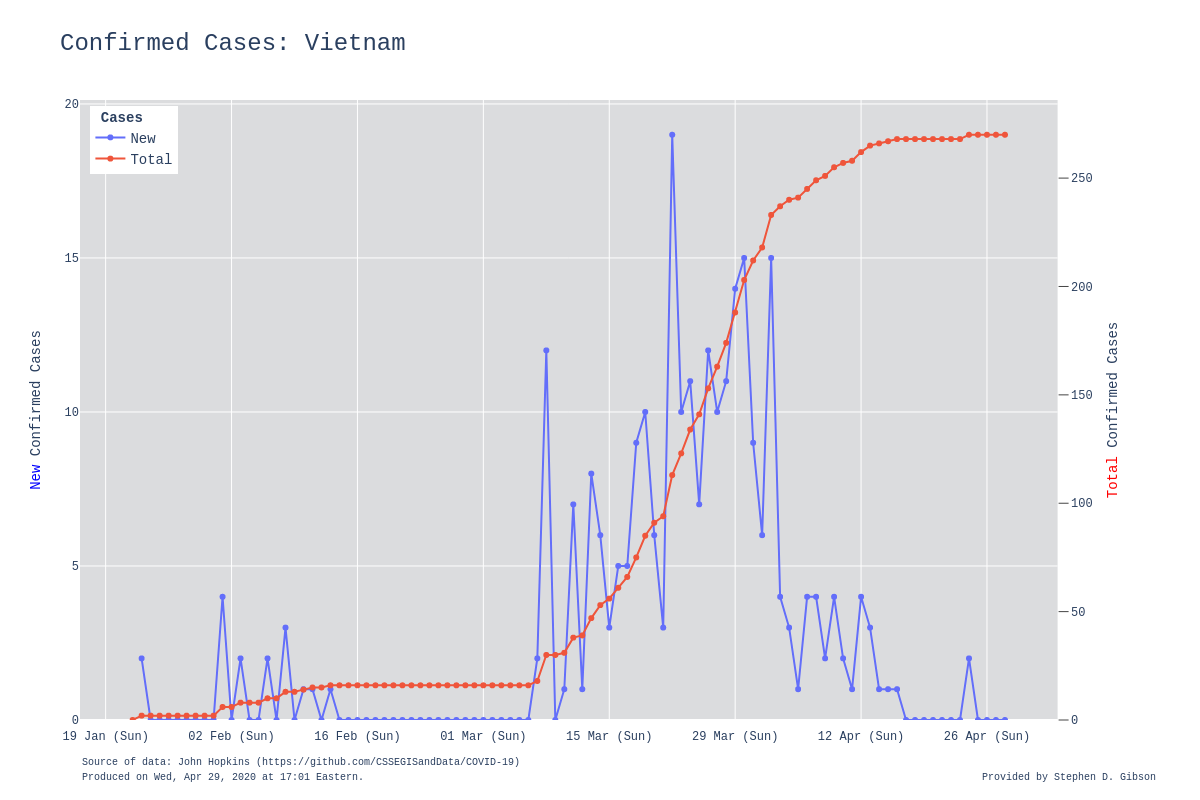 Confirmed Cases: Vietnam
Cases
New
Total
20
15
10
5
0
250
200
150
100
50
0
New Confirmed Cases
Total Confirmed Cases
19 Jan (Sun)
02 Feb (Sun)
16 Feb (Sun)
01 Mar (Sun)
15 Mar (Sun)
29 Mar (Sun)
12 Apr (Sun)
26 Apr (Sun)
Source of data: John Hopkins (https://github.com/CSSEGISandData/COVID-19)
Produced on Wed, Apr 29, 2020 at 17:01 Eastern.
Provided by Stephen D. Gibson